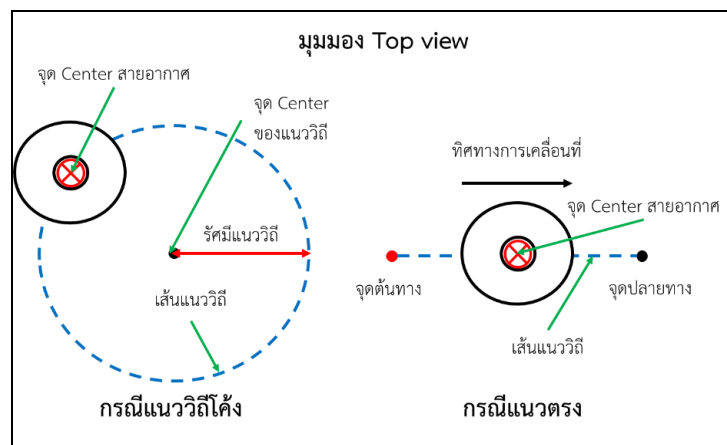 มุมมอง Top view
จุด Center สายอากาศ
จุด Center
ของแนววิถี
รัศมีแนววิถี
เส้นแนววิถี
กรณีแนววิถีโค้ง
ทิศทางการเคลื่อนที่
จุด Center สายอากาศ
จุดต้นทาง
จุดปลายทาง
เส้นแนววิถี
กรณีแนวตรง